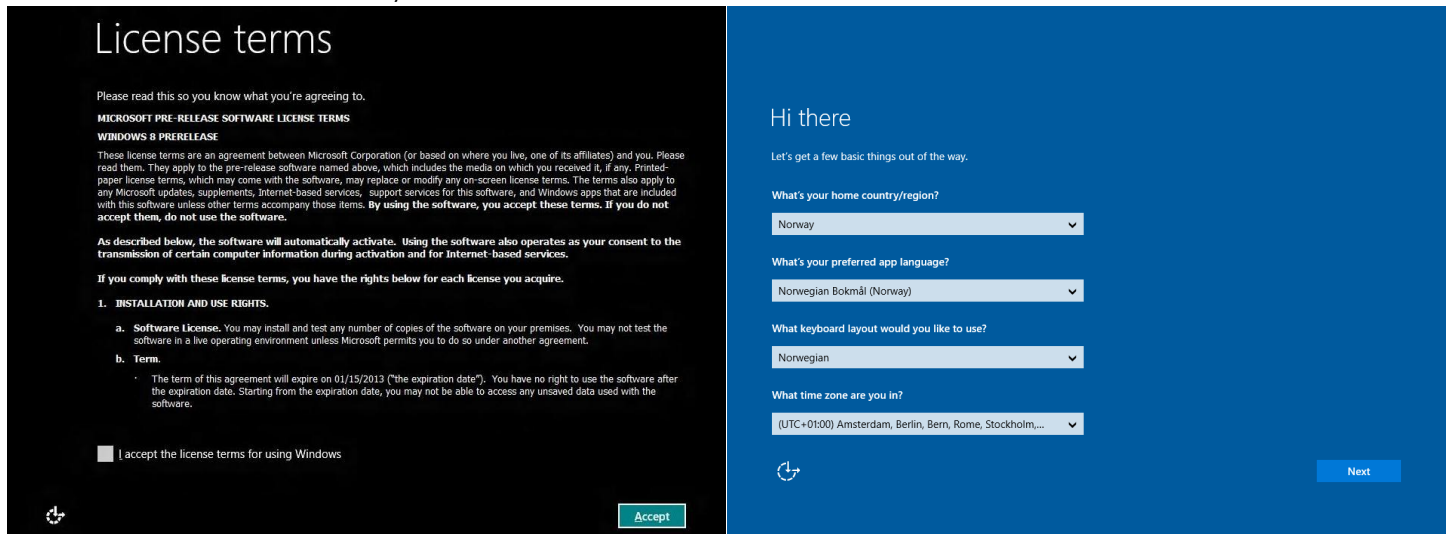 License terms
Please read this so you know what you're agreeing to.
MICROSOFT PRE-RELEASE SOFTWARE LICENSE TERMS
WINDOWS 8 PRERELEASE
These license terms are an agreement between Microsoft Corporation (or based on where you live, one of its affiliates) and you. Please
read them. They apply to the pre-release software named above, which includes the media on which you received it, if any. Printed-
paper license terms, which may come with the software, may replace or modify any on-screen license terms. The terms also apply to
any Microsoft updates, supplements, Internet-based services, support services for this software, and Windows apps that are included
with this software unless other terms accompany those items. By using the software, you accept these terms. If you do not
accept them, do not use the software.
As described below, the software will automatically activate. Using the software also operates as your consent to the
transmission of certain computer information during activation and for Internet-based services.
If you comply with these license terms, you have the rights below for each license you acquire.
1. INSTALLATION AND USE RIGHTS.
a. Software License. You may install and test any number of copies of the software on your premises. You may not test the
software in a live operating environment unless Microsoft permits you to do so under another agreement.
b. Term.
· The term of this agreement will expire on 01/15/2013 ("the expiration date"). You have no right to use the software after
the expiration date. Starting from the expiration date, you may not be able to access any unsaved data used with the
software.
I accept the license terms for using Windows
Accept
Hi there
Let's get a few basic things out of the way.
What's your home country/region?
Norway
What's your preferred app language?
Norwegian Bokmål (Norway)
What keyboard layout would you like to use?
Norwegian
What time zone are you in?
(UTC+01:00) Amsterdam, Berlin, Bern, Rome, Stockholm,...
Next